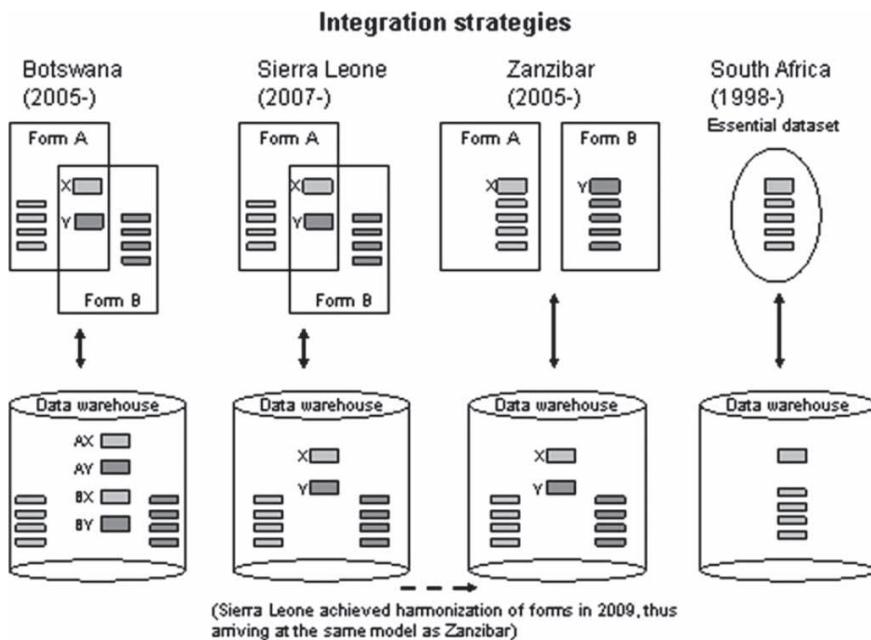 Integration strategies
Botswana
(2005-)
Sierra Leone
(2007-)
Zanzibar
(2005-)
South Africa
(1998-)
Essential dataset
Form A
X
Y
Form B
Form A
X
Y
Form B
Form A
X
Form B
Y
Data warehouse
AX
AY
BX
BY
Data warehouse
X
Y
Data warehouse
X
Y
Data warehouse
(Sierra Leone achieved harmonization of forms in 2009, thus
arriving at the same model as Zanzibar)